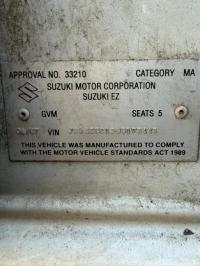 APPROVAL NO. 33210 CATEGORY MA
SUZUKI MOTOR CORPORATION
SUZUKI EZ
GVM SEATS 5
VIN
THIS VEHICLE WAS MANUFACTURED TO COMPLY
WITH THE MOTOR VEHICLE STANDARDS ACT 1989